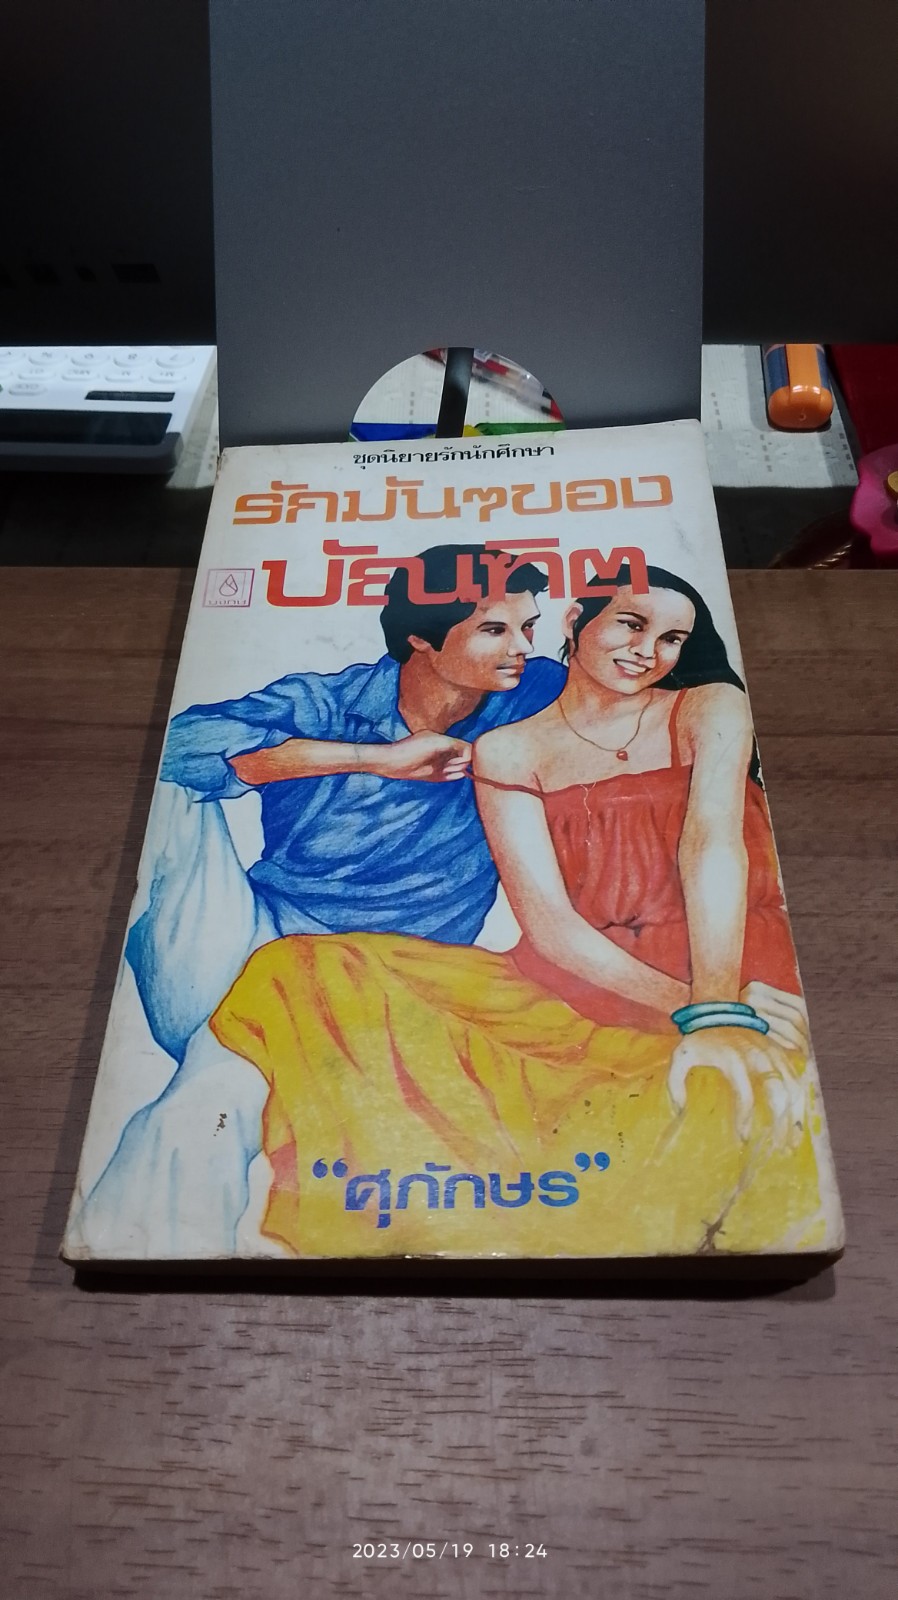 ชุดนิยายรักนักศึกษา
รักมันๆของ
บัณฑิต
“ศุภักษร”
2023/05/19 18:24